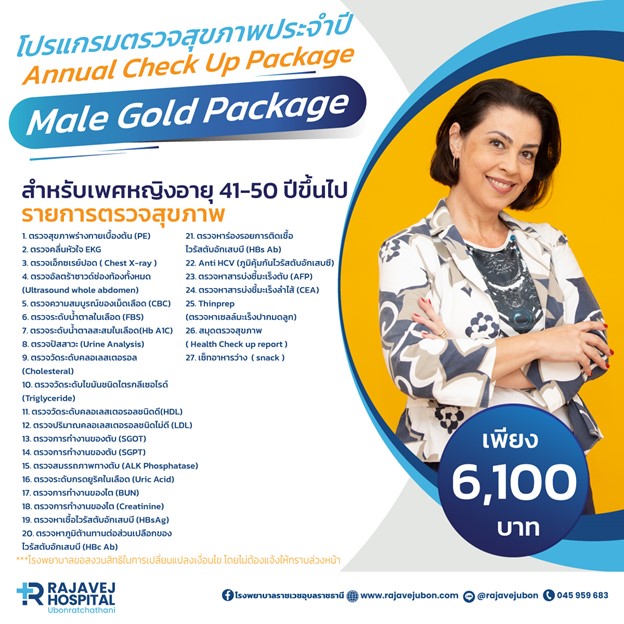 โปรแกรมตรวจสุขภาพประจำปี
Annual Check Up Package
Male Gold Package
สำหรับเพศหญิงอายุ 41-50 ปีขึ้นไป
รายการตรวจสุขภาพ
1. ตรวจสุขภาพร่างกายเบื้องต้น (PE)
2. ตรวจคลื่นหัวใจ EKG
3. ตรวจเอ็กซเรย์ปอด ( Chest X-ray )
4. ตรวจอัลตร้าซาวด์ช่องท้องทั้งหมด
(Ultrasound whole abdomen)
5. ตรวจความสมบูรณ์ของเม็ดเลือด (CBC)
6. ตรวจระดับน้ำตาลในเลือด (FBS)
7. ตรวจระดับน้ำตาลสะสมในเลือด(Hb A1C)
8. ตรวจปัสสาวะ (Urine Analysis)
9. ตรวจวัดระดับคลอเลสเตอรอล
(Cholesteral)
10. ตรวจวัดระดับไขมันชนิดไตรกลีเซอไรด์
(Triglyceride)
11. ตรวจวัดระดับคลอเลสเตอรอลชนิดดี(HDL)
12. ตรวจปริมาณคลอเลสเตอรอลชนิดไม่ดี (LDL)
13. ตรวจการทำงานของตับ (SGOT)
14. ตรวจการทำงานของตับ (SGPT)
15. ตรวจสมรรถภาพทางตับ (ALK Phosphatase)
16. ตรวจระดับกรดยูริคในเลือด (Uric Acid)
17. ตรวจการทำงานของไต (BUN)
18. ตรวจการทำงานของไต (Creatinine)
19. ตรวจหาเชื้อไวรัสตับอักเสบบี (HBsAg)
20. ตรวจหาภูมิต้านทานต่อส่วนเปลือกของ
ไวรัสตับอักเสบบี (HBc Ab)
21. ตรวจหาร่องรอยการติดเชื้อ
ไวรัสตับอักเสบบี (HBs Ab)
22. Anti HCV (ภูมิคุ้มกันไวรัสตับอักเสบซี)
23. ตรวจหาสารบ่งชี้มะเร็งตับ (AFP)
24. ตรวจหาสารบ่งชี้มะเร็งลำไส้ (CEA)
25. Thinprep
(ตรวจหาเซลล์มะเร็งปากมดลูก)
26. สมุดตรวจสุขภาพ
( Health Check up report )
27. เซ็ทอาหารว่าง ( snack )
เพียง
6,100
บาท
***โรงพยาบาลขอสงวนสิทธิในการเปลี่ยนแปลงเงื่อนไข โดยไม่ต้องแจ้งให้ทราบล่วงหน้า
RAJAVEJ
HOSPITAL
Ubonratchathani
โรงพยาบาลราชเวชอุบลราชธานี www.rajavejubon.com @rajavejubon 045 959 683